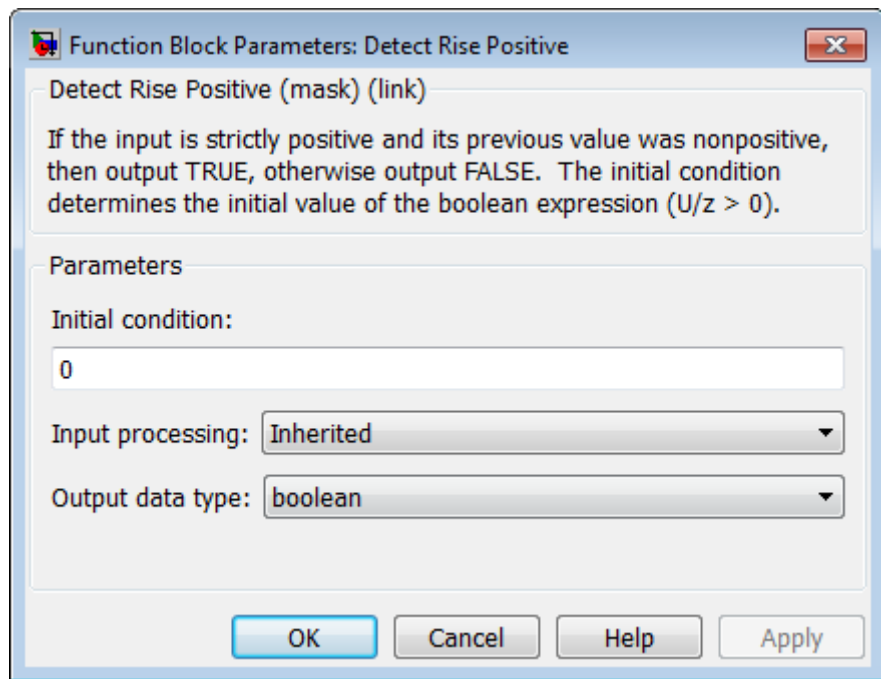 Function Block Parameters: Detect Rise Positive
Detect Rise Positive (mask) (link)
If the input is strictly positive and its previous value was nonpositive,
then output TRUE, otherwise output FALSE.  The initial condition
determines the initial value of the boolean expression (U/z > 0).
Parameters
Initial condition:
0
Input processing: Inherited
Output data type: boolean
OK Cancel Help Apply